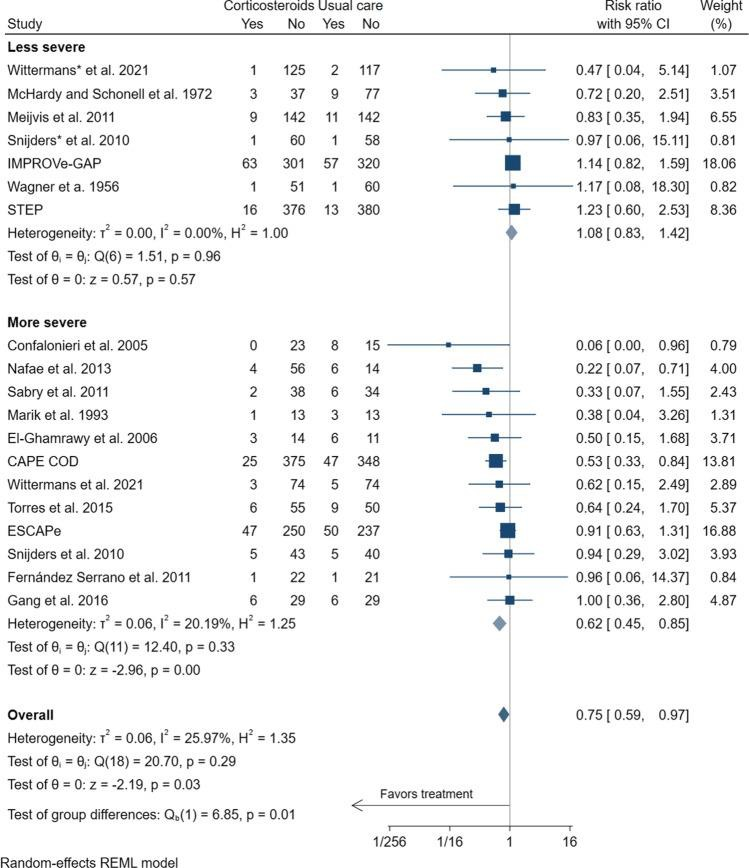 Corticosteroids Usual care Risk ratio Weight
Study Yes No Yes No with 95% CI (%)
Less severe
Wittermans* et al. 2021 1 125 2 117 0.47 [ 0.04, 5.14] 1.07
McHardy and Schonell et al. 1972 3 37 9 77 0.72 [ 0.20, 2.51] 3.51
Meijvis et al. 2011 9 142 11 142 0.83 [ 0.35, 1.94] 6.55
Snijders* et al. 2010 1 60 1 58 0.97 [ 0.06, 15.11] 0.81
IMPROVe-GAP 63 301 57 320 1.14 [ 0.82, 1.59] 18.06
Wagner et a. 1956 1 51 1 60 1.17 [ 0.08, 18.30] 0.82
STEP 16 376 13 380 1.23 [ 0.60, 2.53] 8.36
Heterogeneity: τ² = 0.00, I² = 0.00%, H² = 1.00 1.08 [ 0.83, 1.42]
Test of θᵢ = θⱼ: Q(6) = 1.51, p = 0.96
Test of θ = 0: z = 0.57, p = 0.57
More severe
Confalonieri et al. 2005 0 23 8 15 0.06 [ 0.00, 0.96] 0.79
Nafae et al. 2013 4 56 6 14 0.22 [ 0.07, 0.71] 4.00
Sabry et al. 2011 2 38 6 34 0.33 [ 0.07, 1.55] 2.43
Marik et al. 1993 1 13 3 13 0.38 [ 0.04, 3.26] 1.31
El-Ghamrawy et al. 2006 3 14 6 11 0.50 [ 0.15, 1.68] 3.71
CAPE COD 25 375 47 348 0.53 [ 0.33, 0.84] 13.81
Wittermans et al. 2021 3 74 5 74 0.62 [ 0.15, 2.49] 2.89
Torres et al. 2015 6 55 9 50 0.64 [ 0.24, 1.70] 5.37
ESCAPe 47 250 50 237 0.91 [ 0.63, 1.31] 16.88
Snijders et al. 2010 5 43 5 40 0.94 [ 0.29, 3.02] 3.93
Fernández Serrano et al. 2011 1 22 1 21 0.96 [ 0.06, 14.37] 0.84
Gang et al. 2016 6 29 6 29 1.00 [ 0.36, 2.80] 4.87
Heterogeneity: τ² = 0.06, I² = 20.19%, H² = 1.25 0.62 [ 0.45, 0.85]
Test of θᵢ = θⱼ: Q(11) = 12.40, p = 0.33
Test of θ = 0: z = -2.96, p = 0.00
Overall 0.75 [ 0.59, 0.97]
Heterogeneity: τ² = 0.06, I² = 25.97%, H² = 1.35
Test of θᵢ = θⱼ: Q(18) = 20.70, p = 0.29
Test of θ = 0: z = -2.19, p = 0.03
Favors treatment
Test of group differences: Q_b(1) = 6.85, p = 0.01
1/256 1/16 1 16
Random-effects REML model